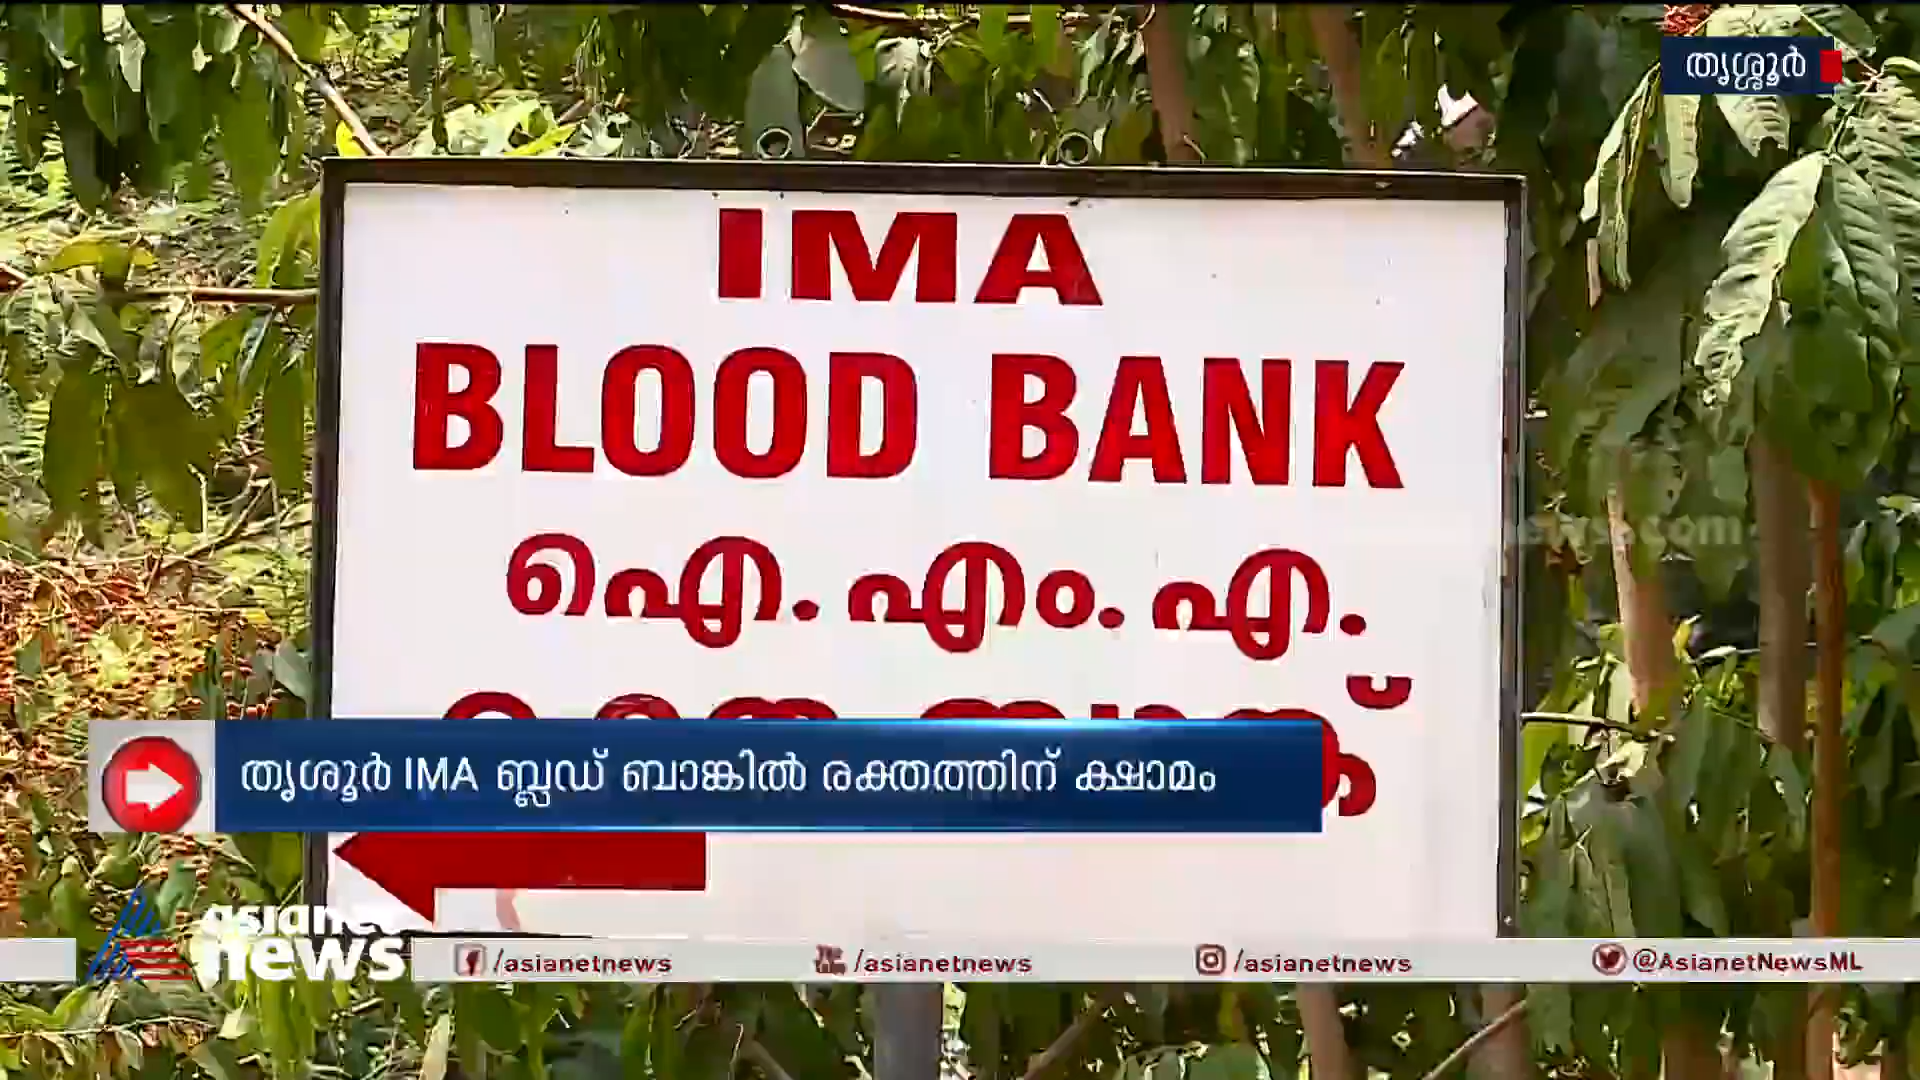 തൃശ്ശൂർ
IMA
BLOOD BANK
ഐ. എം. എ.
തൃശൂർ IMA ബ്ലഡ് ബാങ്കിൽ രക്തത്തിന് ക്ഷാമം
asianet
news
/asianetnews /asianetnews /asianetnews @AsianetNewsML